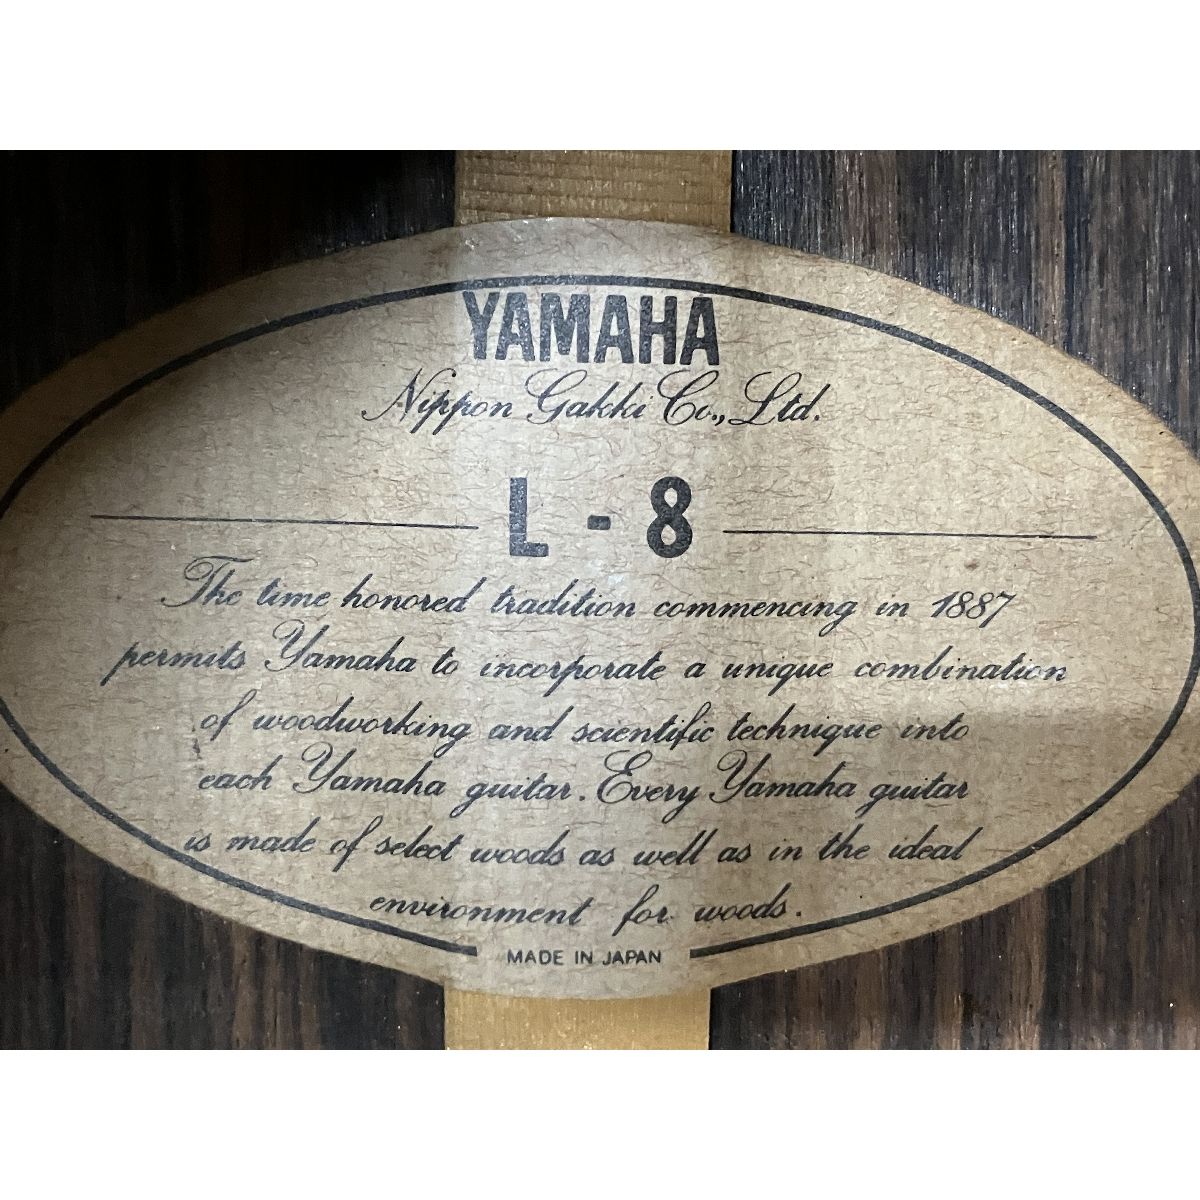 YAMAHA
Nippon Gakki Co., Ltd.
L - 8
The time honored tradition commencing in 1887
permits Yamaha to incorporate a unique combination
of woodworking and scientific technique into
each Yamaha guitar. Every Yamaha guitar
is made of select woods as well as in the ideal
environment for woods.
MADE IN JAPAN